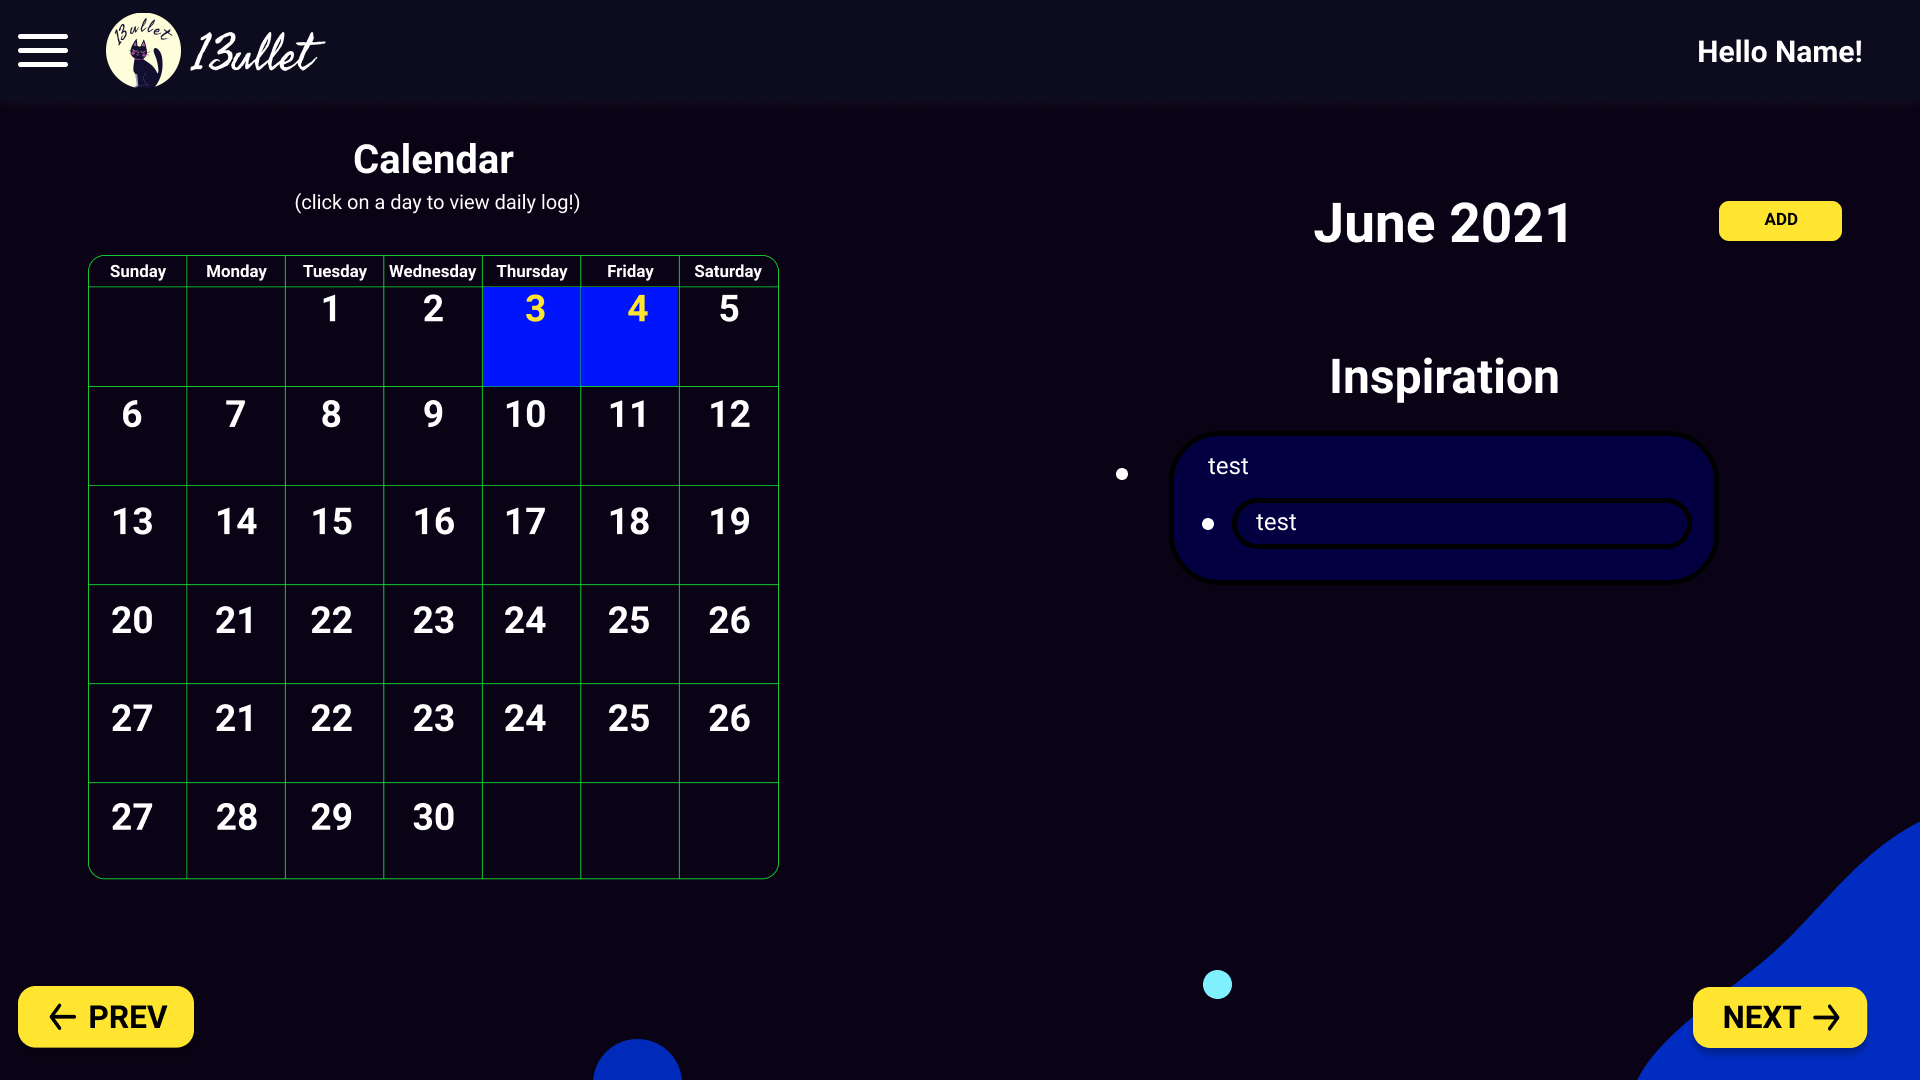 13ullet
13ullet
Hello Name!
Calendar
(click on a day to view daily log!)
Sunday Monday Tuesday Wednesday Thursday Friday Saturday
1 2 3 4 5
6 7 8 9 10 11 12
13 14 15 16 17 18 19
20 21 22 23 24 25 26
27 21 22 23 24 25 26
27 28 29 30
June 2021
ADD
Inspiration
test
test
← PREV
NEXT →